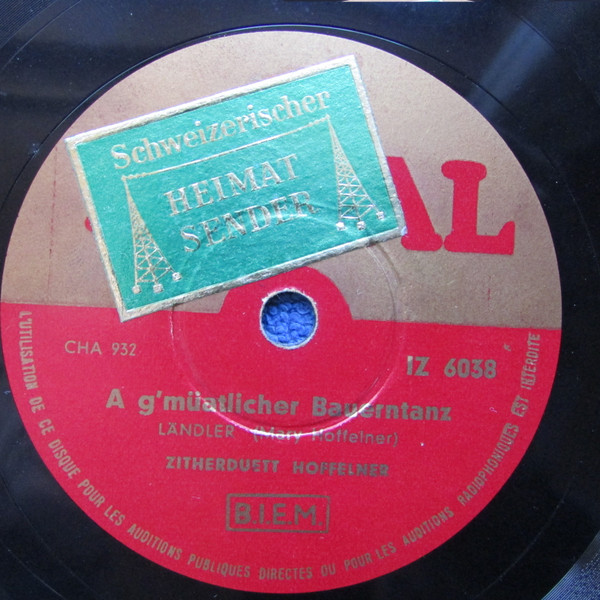 Schweizerischer
HEIMAT
SENDER
AL
CHA 932
IZ 6038
A g'müatlicher Bauerntanz
LÄNDLER (Mary Hoffelner)
ZITHERDUETT HOFFELNER
B.I.E.M.
L'UTILISATION DE CE DISQUE POUR LES AUDITIONS PUBLIQUES DIRECTES OU POUR LES AUDITIONS RADIOPHONIQUES EST INTERDITE